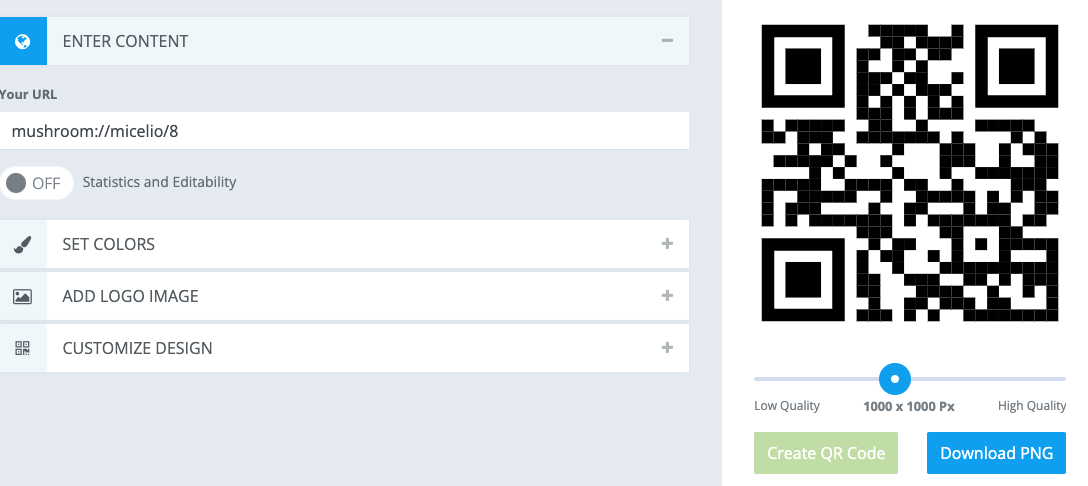 ENTER CONTENT
Your URL
mushroom://micelio/8
OFF Statistics and Editability
SET COLORS
ADD LOGO IMAGE
CUSTOMIZE DESIGN
Low Quality 1000 x 1000 Px High Quality
Create QR Code Download PNG